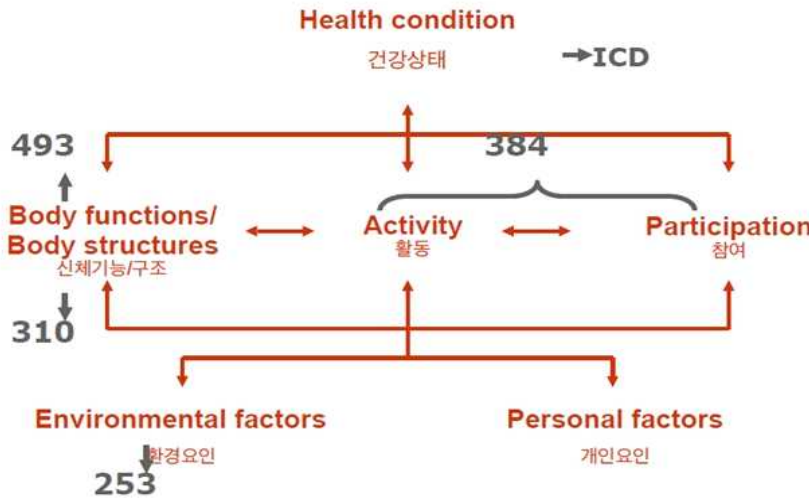 Health condition
건강상태
ICD
493
384
Body functions/
Body structures
신체기능/구조
Activity
활동
Participation
참여
310
Environmental factors
환경요인
Personal factors
개인요인
253